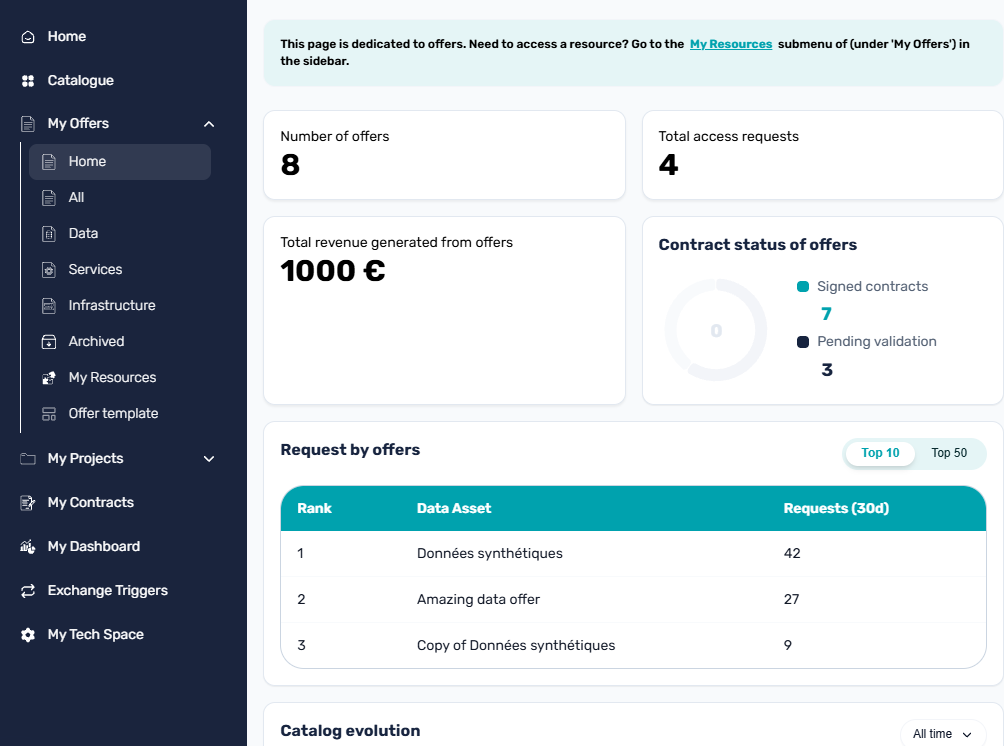 Home
Catalogue
My Offers
Home
All
Data
Services
Infrastructure
Archived
My Resources
Offer template
My Projects
My Contracts
My Dashboard
Exchange Triggers
My Tech Space
This page is dedicated to offers. Need to access a resource? Go to the My Resources submenu of (under 'My Offers') in
the sidebar.
Number of offers
8
Total access requests
4
Total revenue generated from offers
1000 €
Contract status of offers
0
Signed contracts
7
Pending validation
3
Request by offers
Top 10 Top 50
Rank Data Asset Requests (30d)
1 Données synthétiques 42
2 Amazing data offer 27
3 Copy of Données synthétiques 9
Catalog evolution
All time